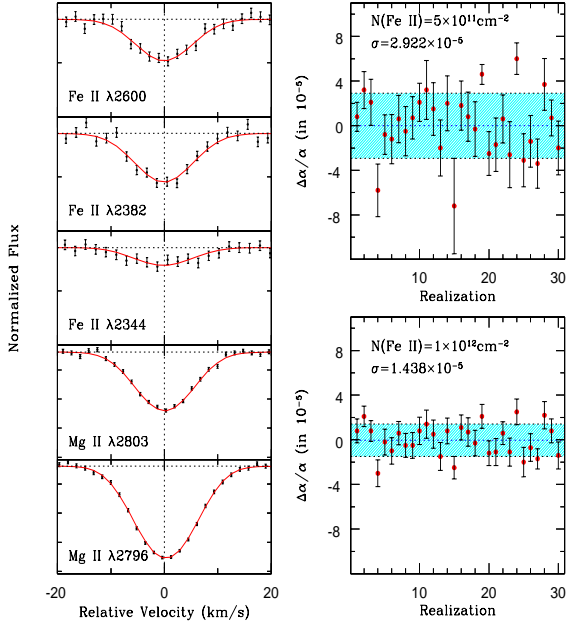 Normalized Flux
Fe II λ2600
Fe II λ2382
Fe II λ2344
Mg II λ2803
Mg II λ2796
-20 -10 0 10 20
Relative Velocity (km/s)
N(Fe II)=5×10¹¹cm⁻²
σ=2.922×10⁻⁵
Δα/α (in 10⁻⁵)
8
4
0
-4
-8
10 20 30
Realization
N(Fe II)=1×10¹²cm⁻²
σ=1.438×10⁻⁵
Δα/α (in 10⁻⁵)
8
4
0
-4
-8
10 20 30
Realization